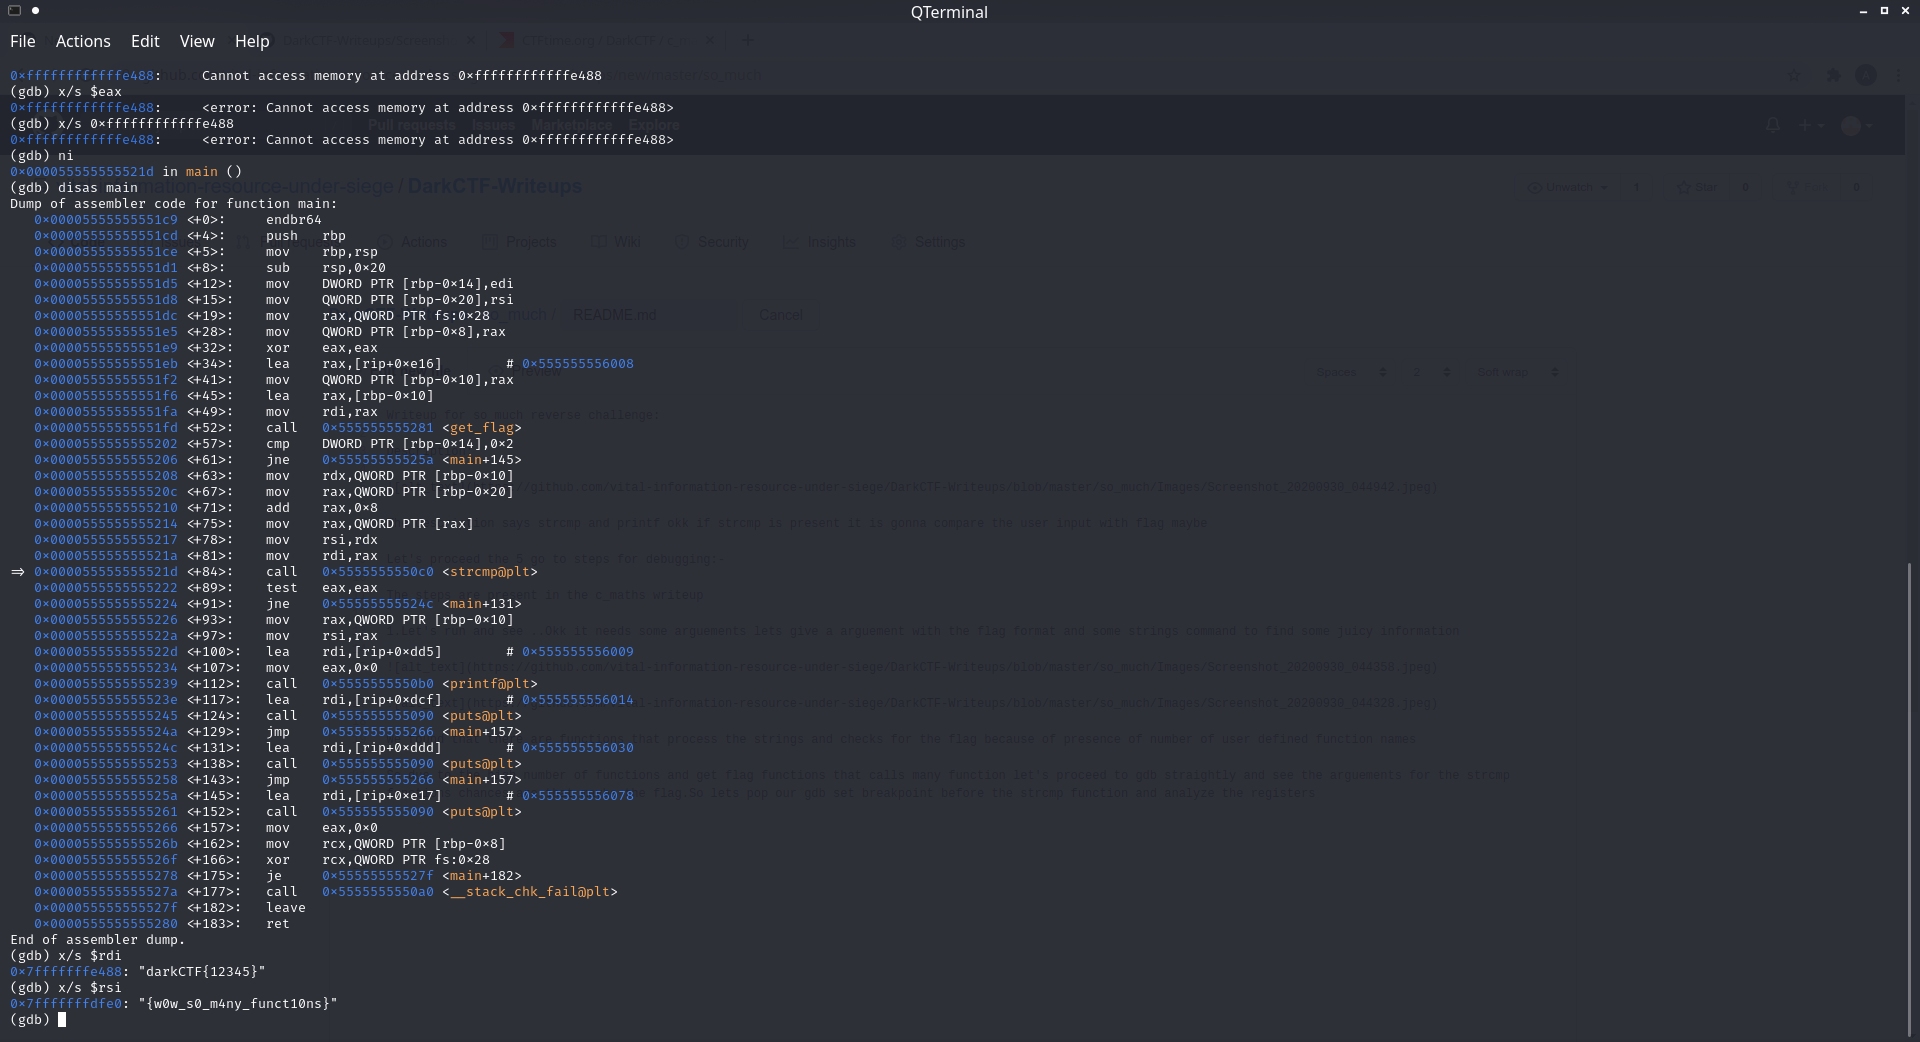 QTerminal
File Actions Edit View Help
0×ffffffffffffe488: Cannot access memory at address 0×ffffffffffffe488
(gdb) x/s $eax
0×ffffffffffffe488: <error: Cannot access memory at address 0×ffffffffffffe488>
(gdb) x/s 0×ffffffffffffe488
0×ffffffffffffe488: <error: Cannot access memory at address 0×ffffffffffffe488>
(gdb) ni
0×000055555555521d in main ()
(gdb) disas main
Dump of assembler code for function main:
0×00005555555551c9 <+0>: endbr64
0×00005555555551cd <+4>: push rbp
0×00005555555551ce <+5>: mov rbp,rsp
0×00005555555551d1 <+8>: sub rsp,0×20
0×00005555555551d5 <+12>: mov DWORD PTR [rbp-0×14],edi
0×00005555555551d8 <+15>: mov QWORD PTR [rbp-0×20],rsi
0×00005555555551dc <+19>: mov rax,QWORD PTR fs:0×28
0×00005555555551e5 <+28>: mov QWORD PTR [rbp-0×8],rax
0×00005555555551e9 <+32>: xor eax,eax
0×00005555555551eb <+34>: lea rax,[rip+0×e16] # 0×555555556008
0×00005555555551f2 <+41>: mov QWORD PTR [rbp-0×10],rax
0×00005555555551f6 <+45>: lea rax,[rbp-0×10]
0×00005555555551fa <+49>: mov rdi,rax
0×00005555555551fd <+52>: call 0×555555555281 <get_flag>
0×0000555555555202 <+57>: cmp DWORD PTR [rbp-0×14],0×2
0×0000555555555206 <+61>: jne 0×55555555525a <main+145>
0×0000555555555208 <+63>: mov rdx,QWORD PTR [rbp-0×10]
0×000055555555520c <+67>: mov rax,QWORD PTR [rbp-0×20]
0×0000555555555210 <+71>: add rax,0×8
0×0000555555555214 <+75>: mov rax,QWORD PTR [rax]
0×0000555555555217 <+78>: mov rsi,rdx
0×000055555555521a <+81>: mov rdi,rax
⇒ 0×000055555555521d <+84>: call 0×5555555550c0 <strcmp@plt>
0×0000555555555222 <+89>: test eax,eax
0×0000555555555224 <+91>: jne 0×55555555524c <main+131>
0×0000555555555226 <+93>: mov rax,QWORD PTR [rbp-0×10]
0×000055555555522a <+97>: mov rsi,rax
0×000055555555522d <+100>: lea rdi,[rip+0×dd5] # 0×555555556009
0×0000555555555234 <+107>: mov eax,0×0
0×0000555555555239 <+112>: call 0×5555555550b0 <printf@plt>
0×000055555555523e <+117>: lea rdi,[rip+0×dcf] # 0×555555556014
0×0000555555555245 <+124>: call 0×555555555090 <puts@plt>
0×000055555555524a <+129>: jmp 0×555555555266 <main+157>
0×000055555555524c <+131>: lea rdi,[rip+0×ddd] # 0×555555556030
0×0000555555555253 <+138>: call 0×555555555090 <puts@plt>
0×0000555555555258 <+143>: jmp 0×555555555266 <main+157>
0×000055555555525a <+145>: lea rdi,[rip+0×e17] # 0×555555556078
0×0000555555555261 <+152>: call 0×555555555090 <puts@plt>
0×0000555555555266 <+157>: mov eax,0×0
0×000055555555526b <+162>: mov rcx,QWORD PTR [rbp-0×8]
0×000055555555526f <+166>: xor rcx,QWORD PTR fs:0×28
0×0000555555555278 <+175>: je 0×55555555527f <main+182>
0×000055555555527a <+177>: call 0×5555555550a0 <__stack_chk_fail@plt>
0×000055555555527f <+182>: leave
0×0000555555555280 <+183>: ret
End of assembler dump.
(gdb) x/s $rdi
0×7fffffffe488: "darkCTF{12345}"
(gdb) x/s $rsi
0×7fffffffdfe0: "{w0w_s0_m4ny_funct10ns}"
(gdb)